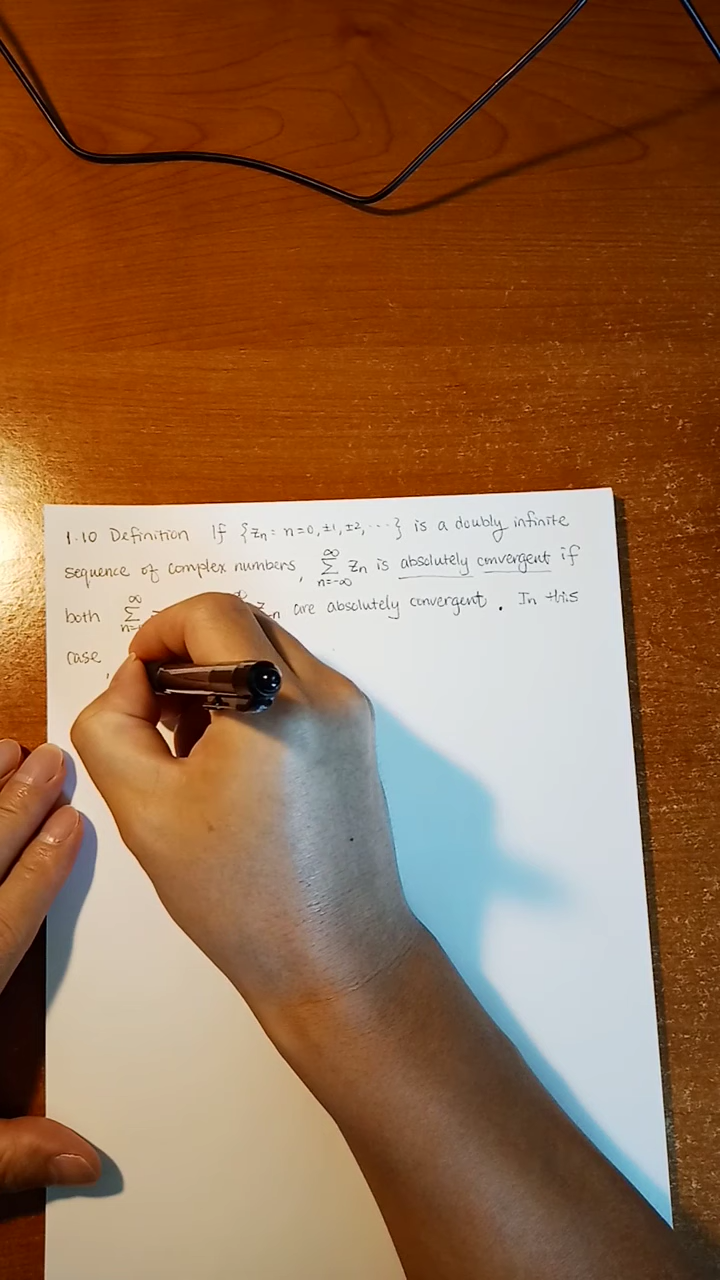 1.10 Definition If {zₙ : n=0, ±1, ±2, ⋯} is a doubly infinite
sequence of complex numbers, ∑_{n=-∞}^{∞} zₙ is absolutely convergent if
both ∑ are absolutely convergent. In this
case,